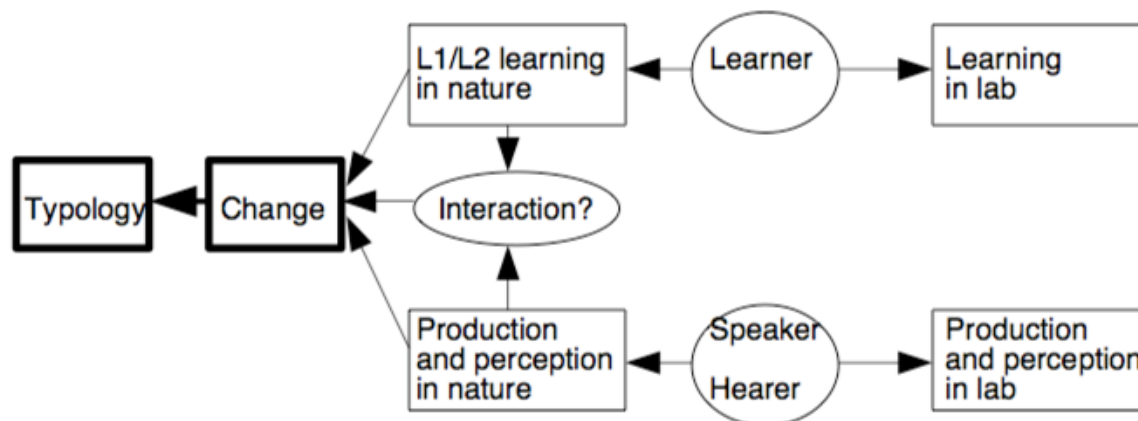 L1/L2 learning
in nature
Learner
Learning
in lab
Typology
Change
Interaction?
Production
and perception
in nature
Speaker
Hearer
Production
and perception
in lab